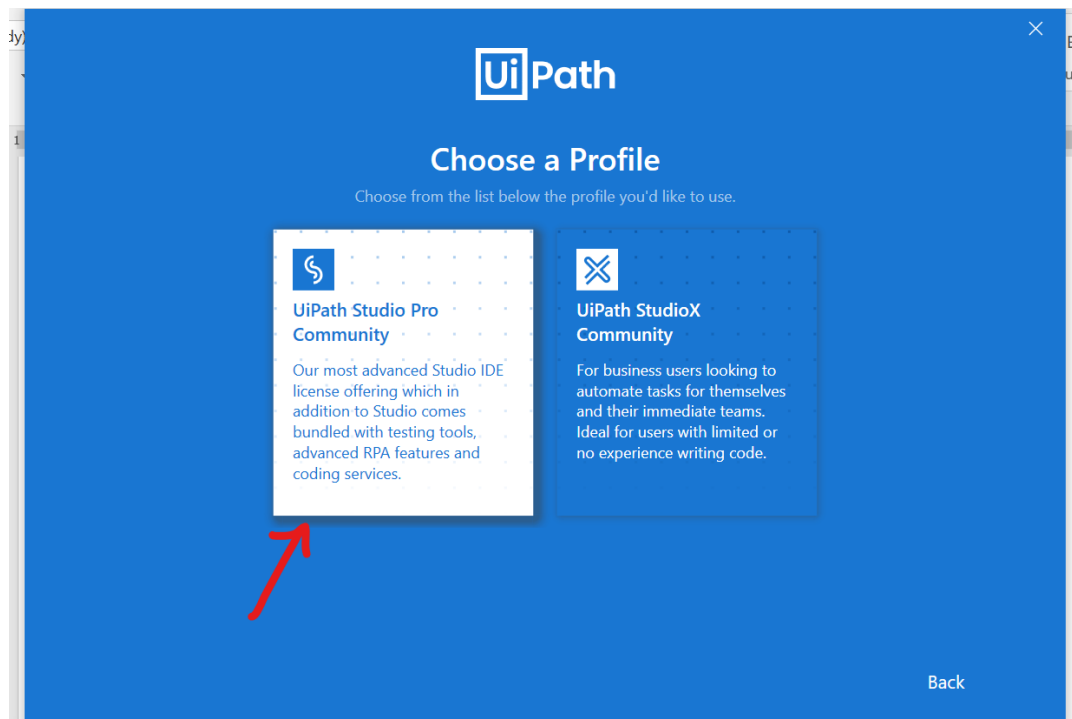 dy)
E
UiPath
u
1
Choose a Profile
Choose from the list below the profile you'd like to use.
UiPath Studio Pro
Community
Our most advanced Studio IDE
license offering which in
addition to Studio comes
bundled with testing tools,
advanced RPA features and
coding services.
UiPath StudioX
Community
For business users looking to
automate tasks for themselves
and their immediate teams.
Ideal for users with limited or
no experience writing code.
Back